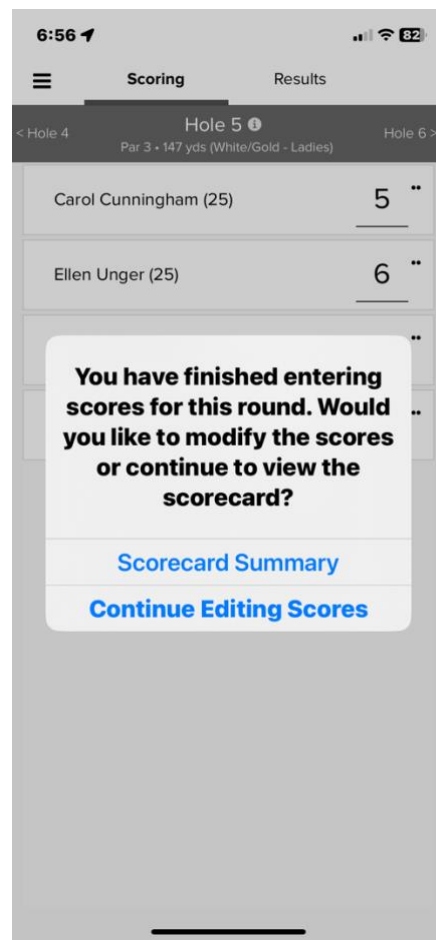 6:56
82
Scoring Results
< Hole 4 Hole 5 Hole 6 >
Par 3 • 147 yds (White/Gold - Ladies)
Carol Cunningham (25) 5 ••
Ellen Unger (25) 6 ••
You have finished entering
scores for this round. Would
you like to modify the scores
or continue to view the
scorecard?
Scorecard Summary
Continue Editing Scores